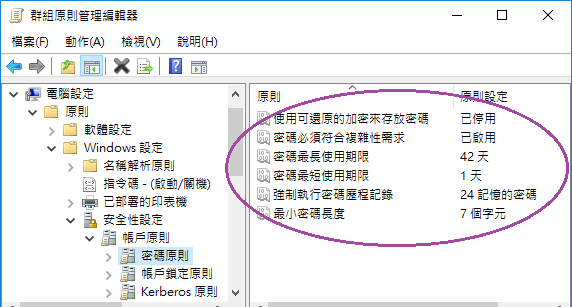 群組原則管理編輯器
檔案(F) 動作(A) 檢視(V) 說明(H)
電腦設定
原則
軟體設定
Windows 設定
名稱解析原則
指令碼 - (啟動/關機)
已部署的印表機
安全性設定
帳戶原則
密碼原則
帳戶鎖定原則
Kerberos 原則
原則 原則設定
使用可還原的加密來存放密碼 已停用
密碼必須符合複雜性需求 已啟用
密碼最長使用期限 42 天
密碼最短使用期限 1 天
強制執行密碼歷程記錄 24 記憶的密碼
最小密碼長度 7 個字元